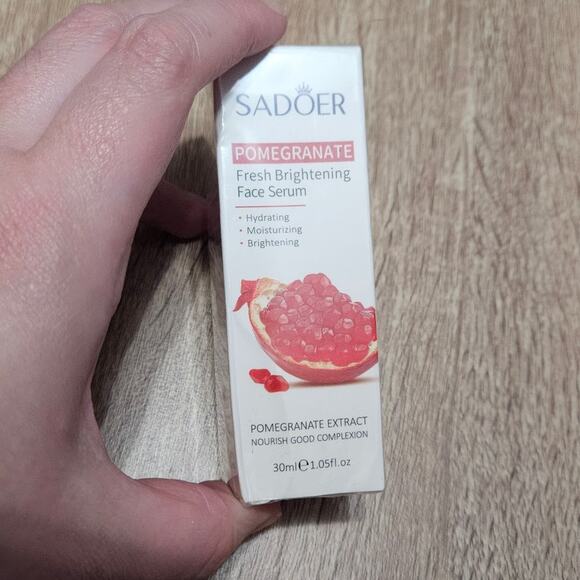 SADOER
POMEGRANATE
Fresh Brightening
Face Serum
• Hydrating
• Moisturizing
• Brightening
POMEGRANATE EXTRACT
NOURISH GOOD COMPLEXION
30ml℮1.05fl.oz